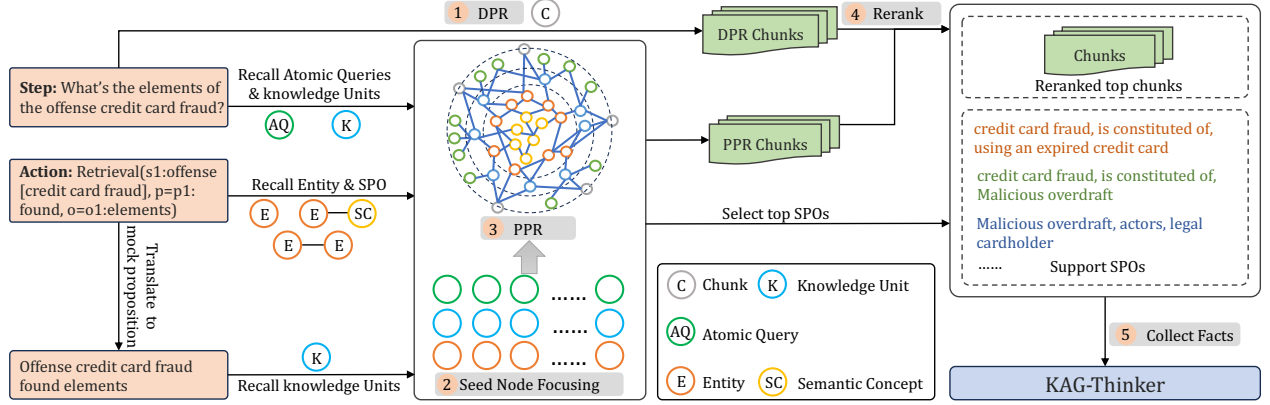 1 DPR C
Step: What's the elements of
the offense credit card fraud?
Recall Atomic Queries
& knowledge Units
AQ K
Action: Retrieval(s1:offense
[credit card fraud], p=p1:
found, o=o1:elements)
Recall Entity & SPO
E E SC
E E
Translate to
mock proposition
Offense credit card fraud
found elements
K
Recall knowledge Units
3 PPR
......
......
......
2 Seed Node Focusing
DPR Chunks
PPR Chunks
4 Rerank
Select top SPOs
C Chunk K Knowledge Unit
AQ Atomic Query
E Entity SC Semantic Concept
Chunks
Reranked top chunks
credit card fraud, is constituted of,
using an expired credit card
credit card fraud, is constituted of,
Malicious overdraft
Malicious overdraft, actors, legal
cardholder
...... Support SPOs
5 Collect Facts
KAG-Thinker